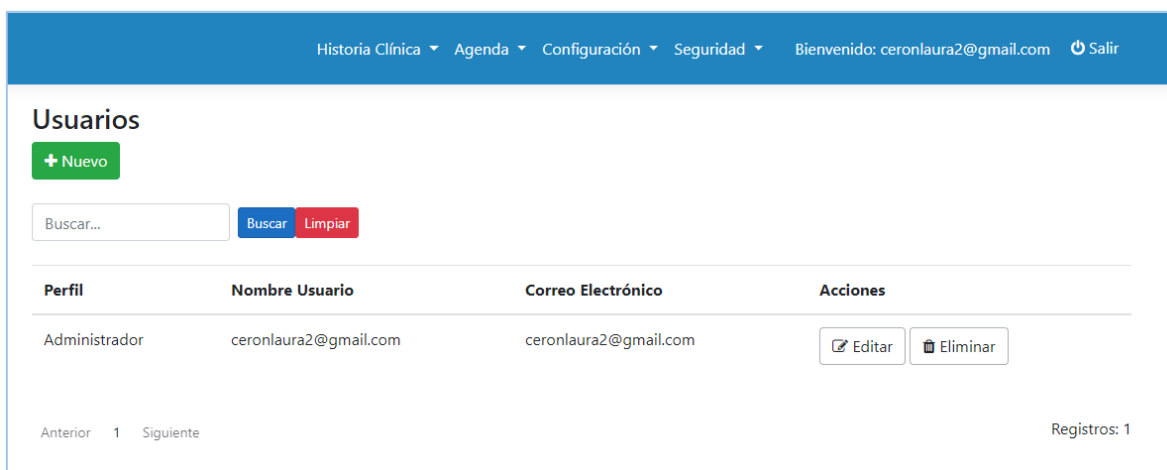 Historia Clínica Agenda Configuración Seguridad Bienvenido: ceronlaura2@gmail.com Salir
Usuarios
Nuevo
Buscar... Buscar Limpiar
Perfil Nombre Usuario Correo Electrónico Acciones
Administrador ceronlaura2@gmail.com ceronlaura2@gmail.com Editar Eliminar
Anterior 1 Siguiente Registros: 1